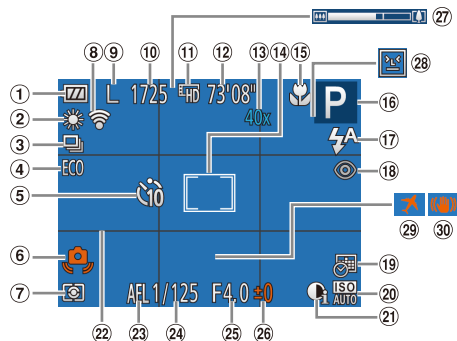 ㉗
⑧ ⑨ ⑩ ⑪ ⑫ ⑬ ⑭ ⑮
L 1725 HD 73'08"
40x
P
① ② ③ ④ ⑤ ⑥ ⑦
ECO
10
⑯ ⑰ ⑱ ⑲ ⑳ ㉑
A
㉘
㉙ ㉚
AFL 1/125 F4.0 ±0
i
ISO
AUTO
㉒ ㉓ ㉔ ㉕ ㉖